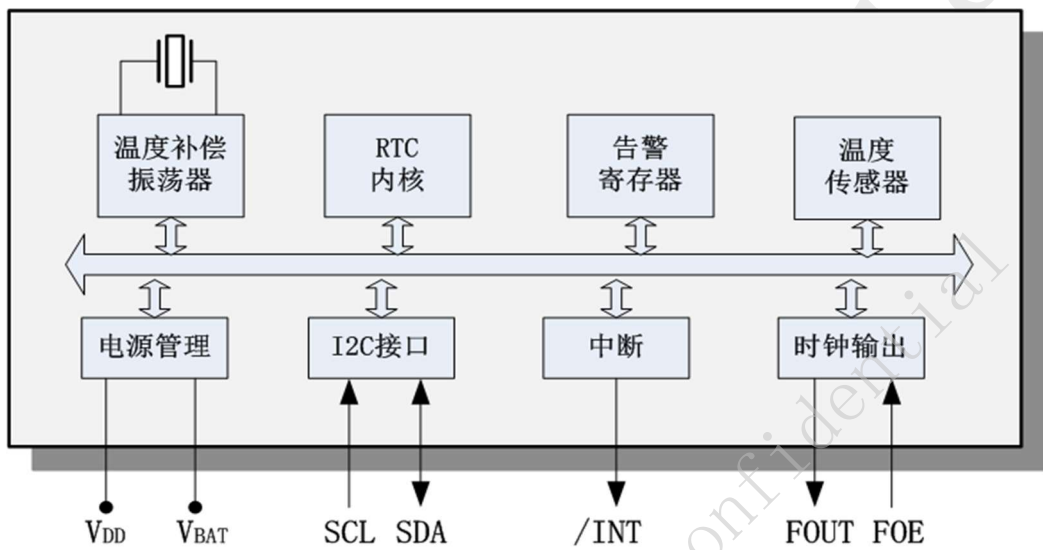 温度补偿
振荡器
RTC
内核
告警
寄存器
温度
传感器
电源管理
I2C接口
中断
时钟输出
VDD
VBAT
SCL
SDA
/INT
FOUT
FOE
onfidential